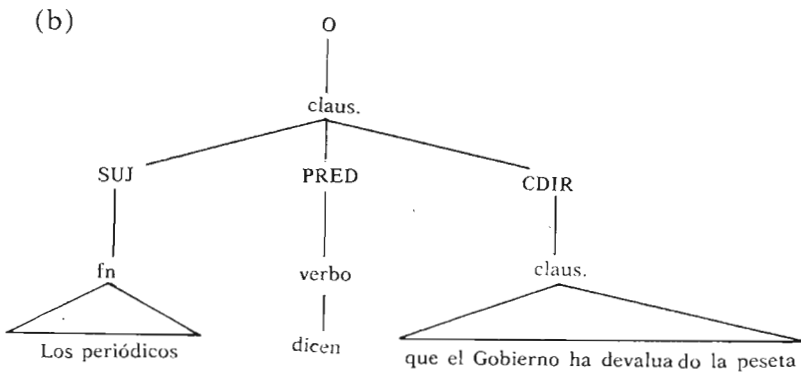 (b)
O
claus.
SUJ PRED CDIR
fn verbo claus.
Los periódicos dicen que el Gobierno ha devaluado la peseta